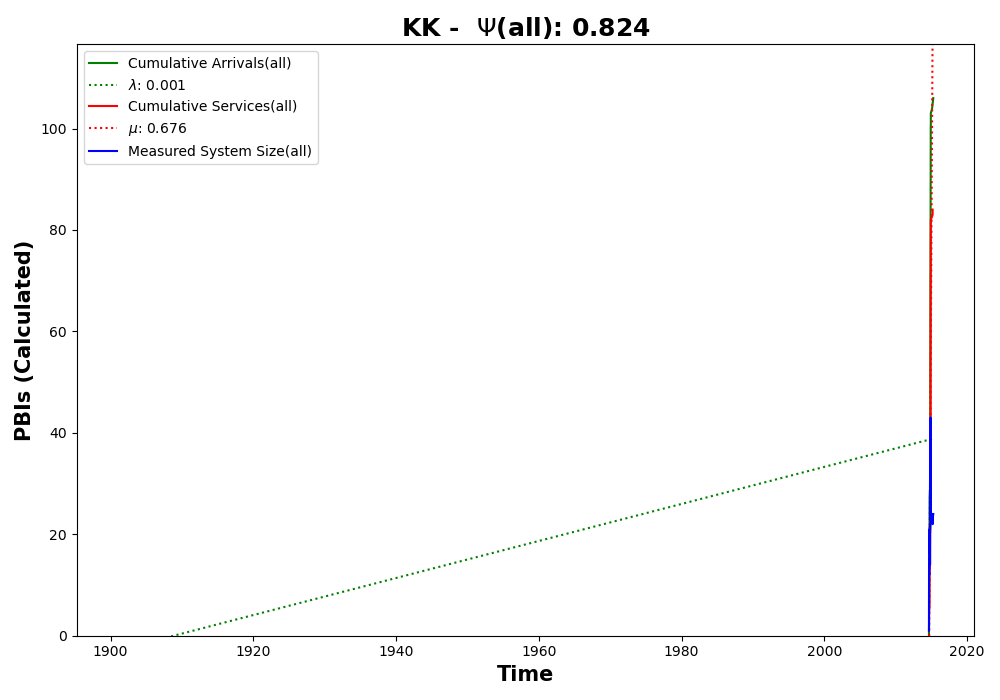 KK - Ψ(all): 0.824
Cumulative Arrivals(all)
λ: 0.001
Cumulative Services(all)
μ: 0.676
Measured System Size(all)
PBIs (Calculated)
100
80
60
40
20
0
1900 1920 1940 1960 1980 2000 2020
Time